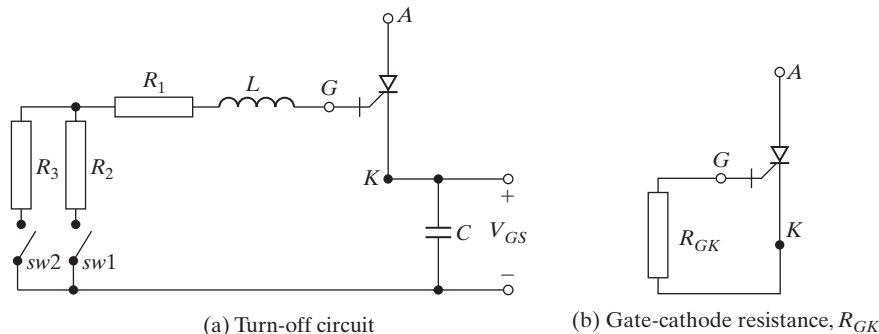 A
R1
L
G
R3
R2
K
+
C
VGS
−
sw2
sw1
(a) Turn-off circuit
A
G
RGK
K
(b) Gate-cathode resistance, RGK